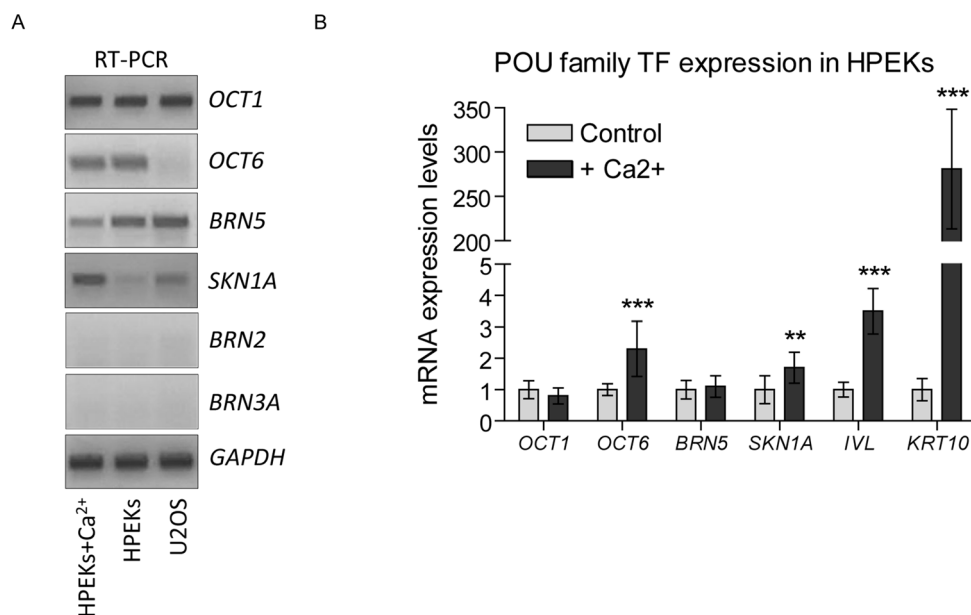 A
RT-PCR
OCT1
OCT6
BRN5
SKN1A
BRN2
BRN3A
GAPDH
HPEKs+Ca²⁺
HPEKs
U2OS
B
POU family TF expression in HPEKs
mRNA expression levels
350
300
250
200
5
4
3
2
1
0
Control
+ Ca2+
***
**
***
***
OCT1 OCT6 BRN5 SKN1A IVL KRT10